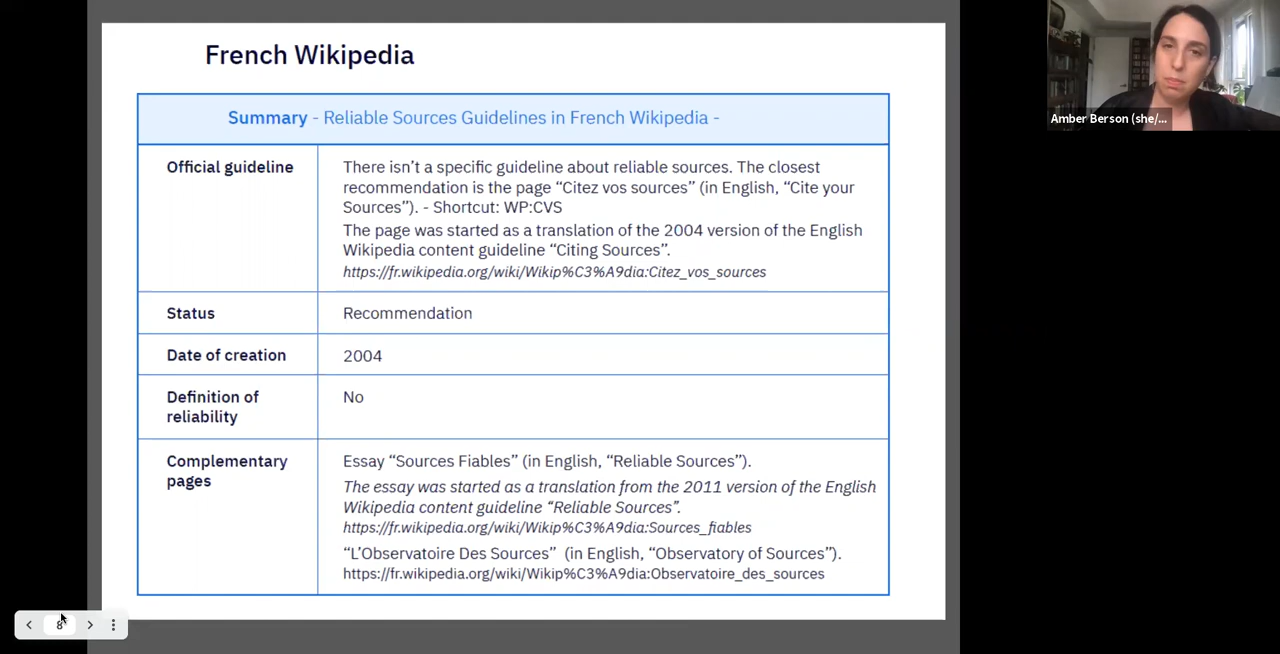 French Wikipedia
Summary - Reliable Sources Guidelines in French Wikipedia -
Official guideline
There isn't a specific guideline about reliable sources. The closest
recommendation is the page “Citez vos sources” (in English, “Cite your
Sources”). - Shortcut: WP:CVS
The page was started as a translation of the 2004 version of the English
Wikipedia content guideline “Citing Sources”.
https://fr.wikipedia.org/wiki/Wikip%C3%A9dia:Citez_vos_sources
Status
Recommendation
Date of creation
2004
Definition of
reliability
No
Complementary
pages
Essay “Sources Fiables” (in English, “Reliable Sources”).
The essay was started as a translation from the 2011 version of the English
Wikipedia content guideline “Reliable Sources”.
https://fr.wikipedia.org/wiki/Wikip%C3%A9dia:Sources_fiables
“L'Observatoire Des Sources” (in English, “Observatory of Sources”).
https://fr.wikipedia.org/wiki/Wikip%C3%A9dia:Observatoire_des_sources
8
Amber Berson (she/...